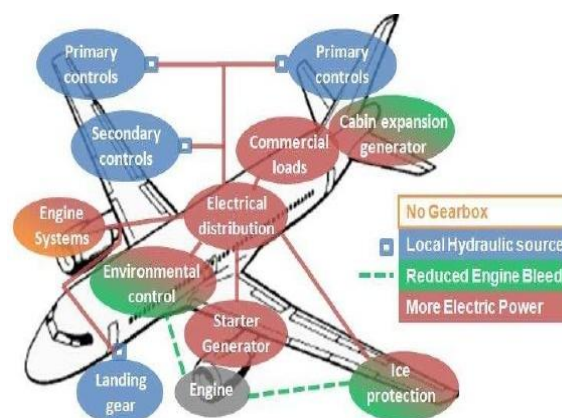 Primary
controls
Primary
controls
Secondary
controls
Commercial
loads
Cabin expansion
generator
Engine
Systems
Electrical
distribution
No Gearbox
Local Hydraulic source
Reduced Engine Bleed
More Electric Power
Environmental
control
Starter
Generator
Landing
gear
Engine
Ice
protection